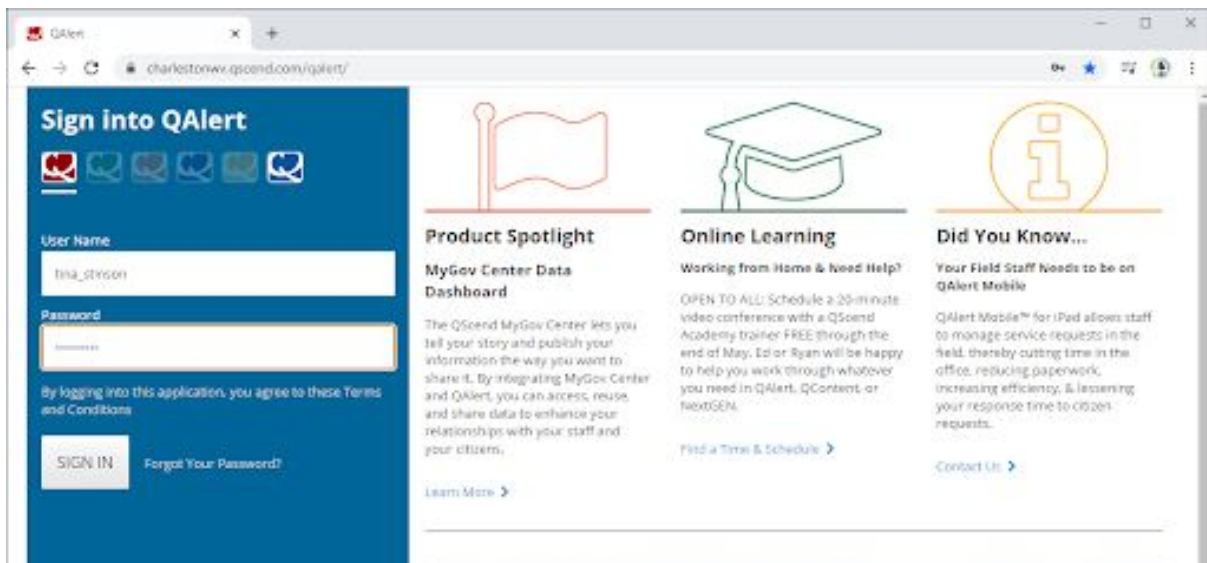 QAlert
charlestonwv.qscend.com/qalert/
Sign into QAlert
User Name
tina_stinson
Password
By logging into this application, you agree to these Terms
and Conditions
SIGN IN
Forgot Your Password?
Product Spotlight
MyGov Center Data
Dashboard
The QScend MyGov Center lets you
tell your story and publish your
information the way you want to
share it. By integrating MyGov Center
and QAlert, you can access, reuse,
and share data to enhance your
relationships with your staff and
your citizens.
Learn More
Online Learning
Working from Home & Need Help?
OPEN TO ALL: Schedule a 20-minute
video conference with a QScend
Academy trainer FREE through the
end of May. Ed or Ryan will be happy
to help you work through whatever
you need in QAlert, QContent, or
NextGEN.
Find a Time & Schedule
Did You Know...
Your Field Staff Needs to be on
QAlert Mobile
QAlert Mobile™ for iPad allows staff
to manage service requests in the
field, thereby cutting time in the
office, reducing paperwork,
increasing efficiency, & lessening
your response time to citizen
requests.
Contact Us